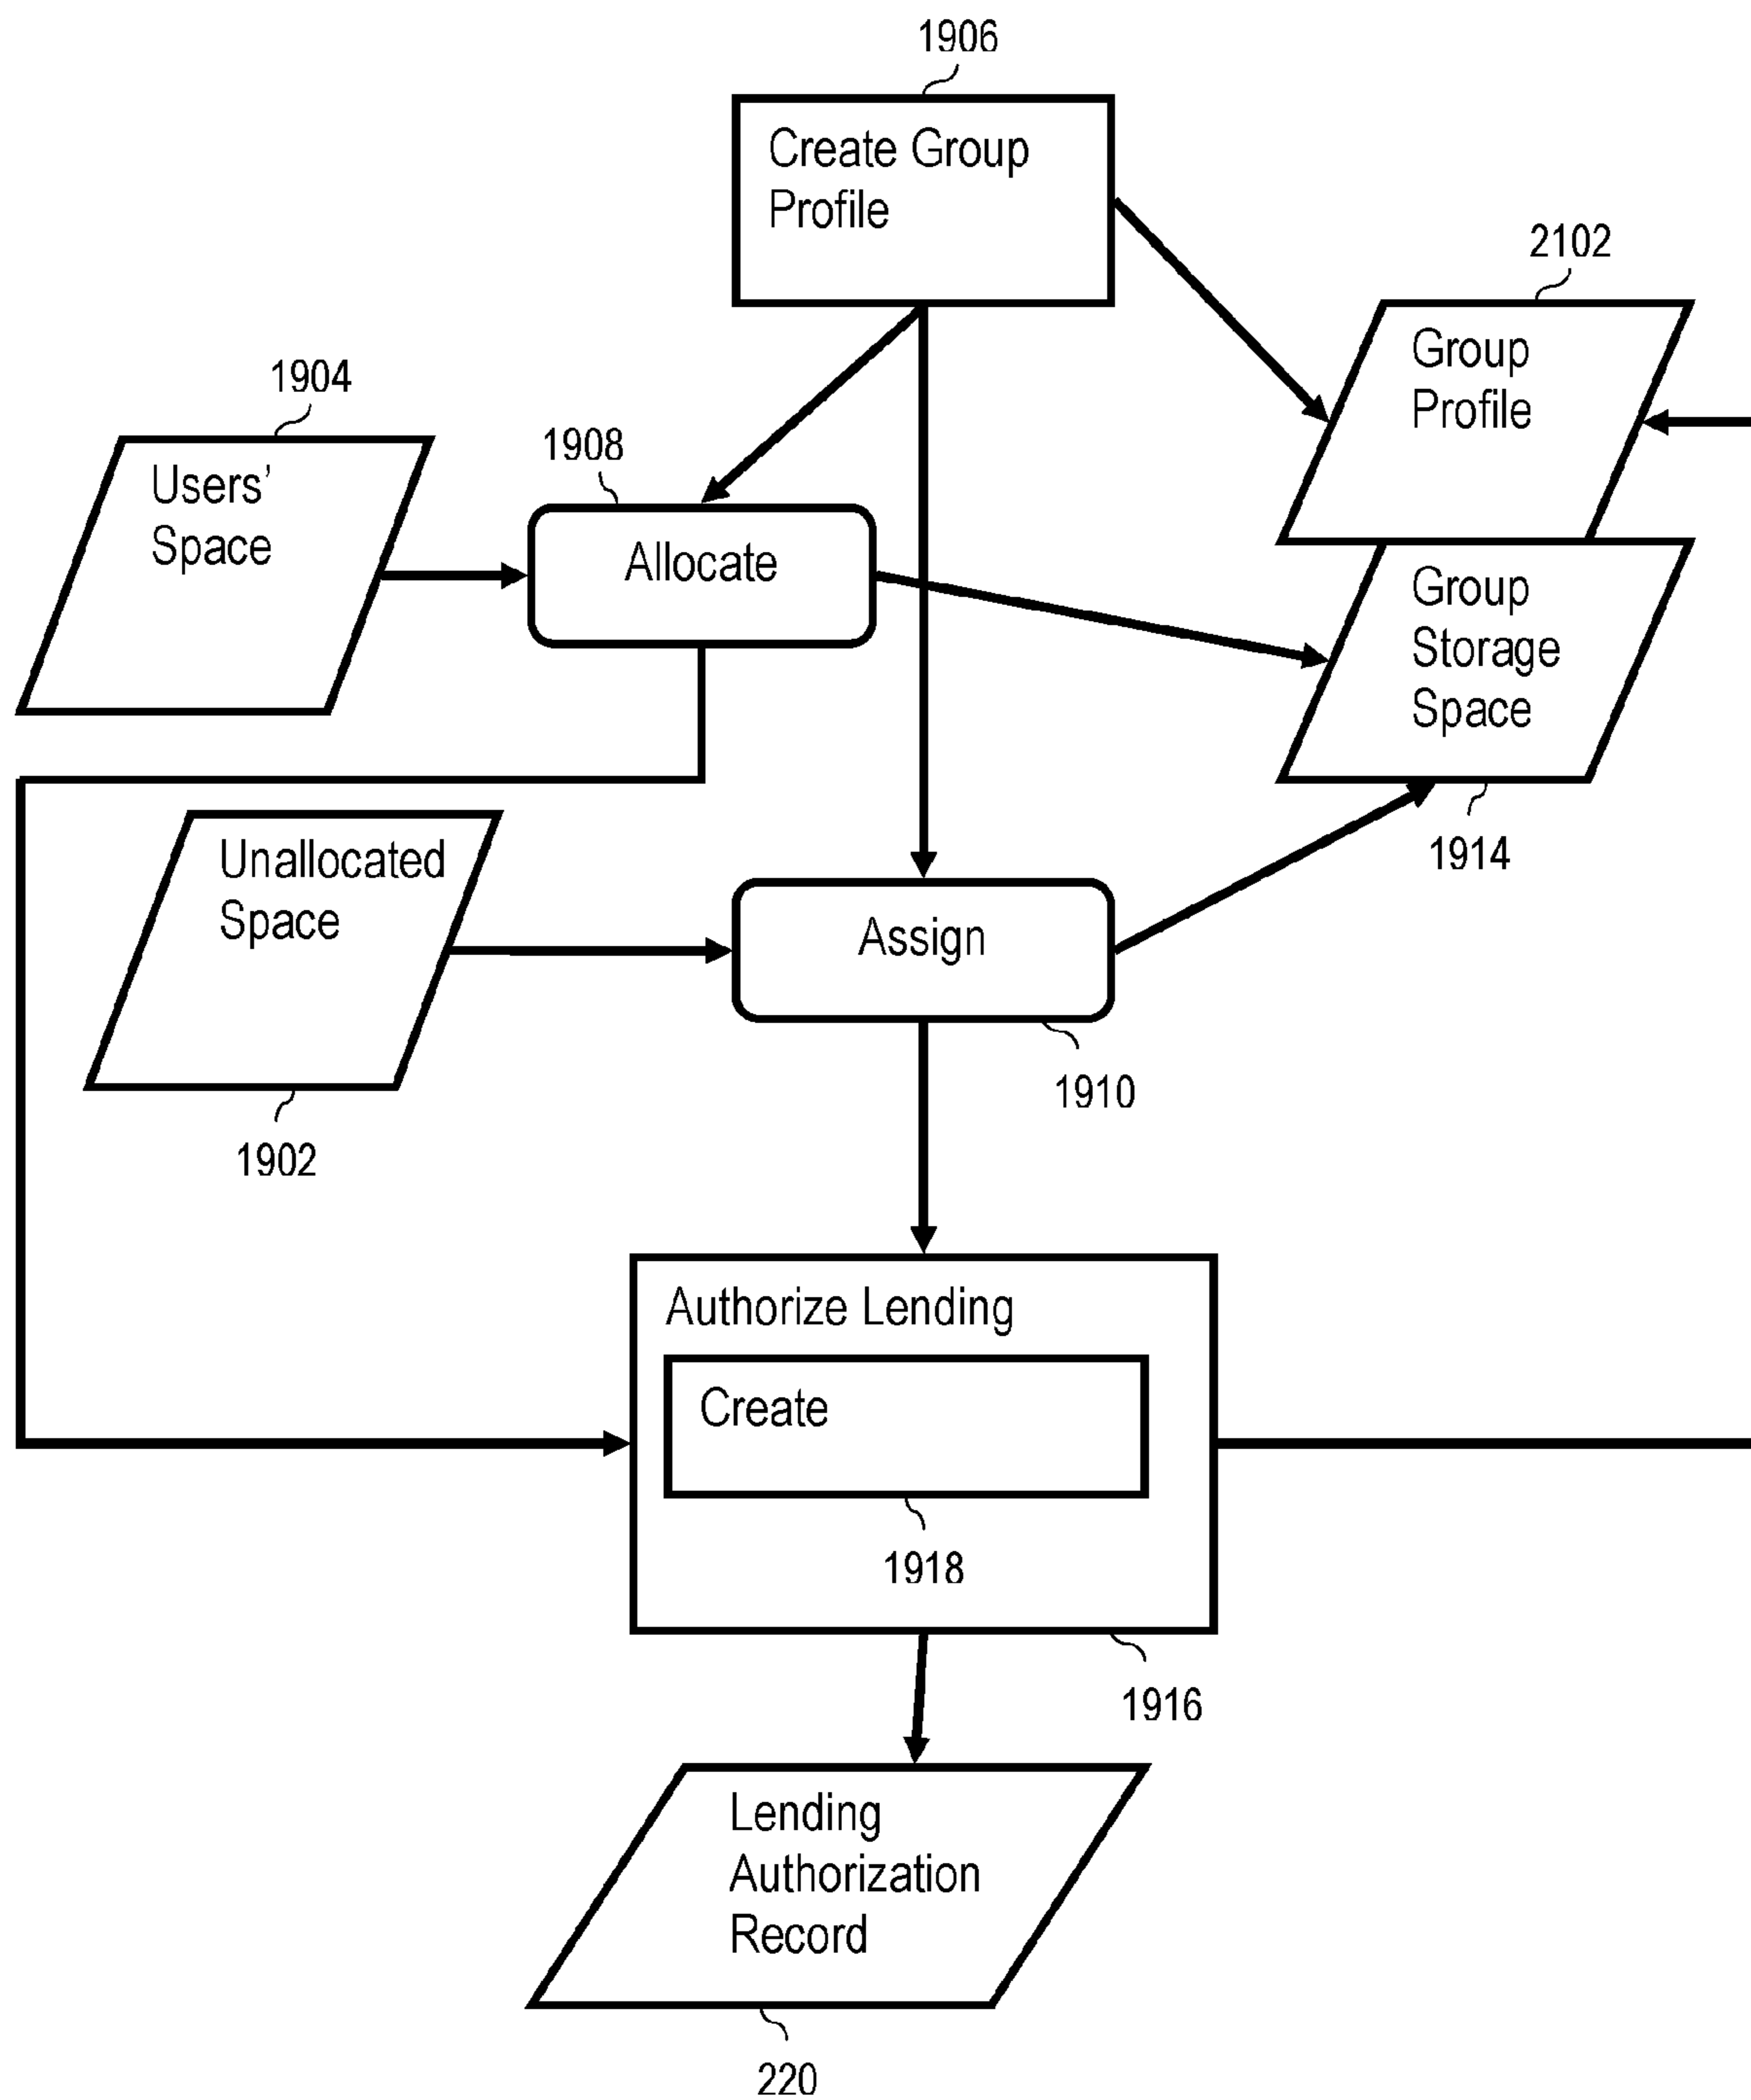 1906
Create Group
Profile
2102
Group
Profile
1904
Users'
Space
1908
Allocate
Group
Storage
Space
1914
Unallocated
Space
1902
Assign
1910
Authorize Lending
Create
1918
1916
Lending
Authorization
Record
220